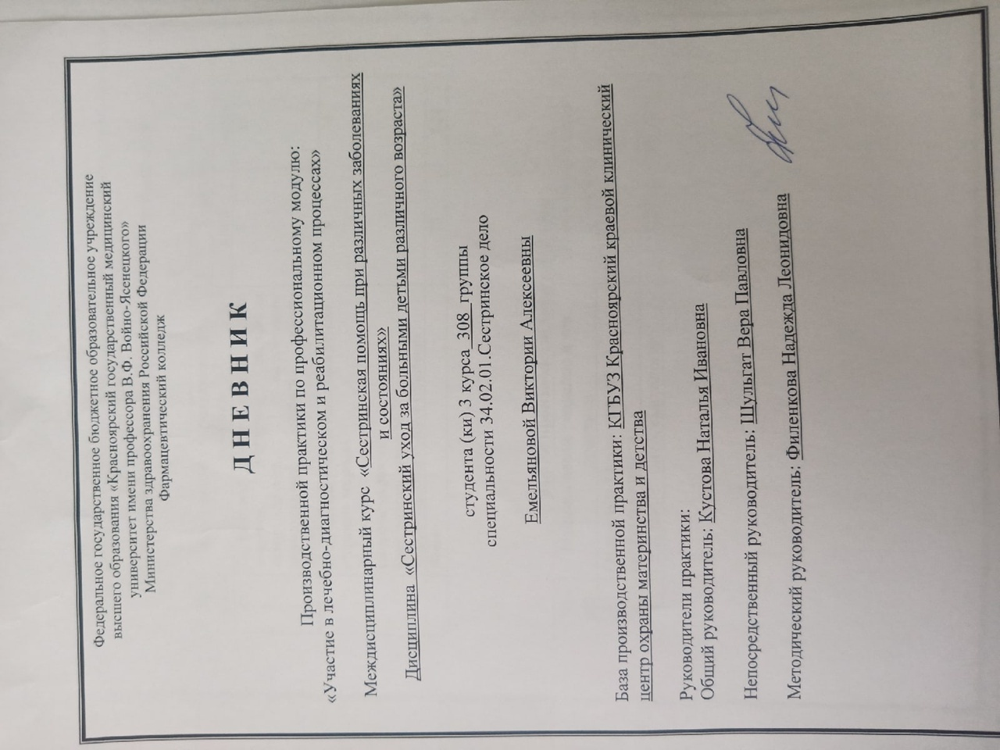 Федеральное государственное бюджетное образовательное учреждение
высшего образования «Красноярский государственный медицинский
университет имени профессора В.Ф. Войно-Ясенецкого»
Министерства здравоохранения Российской Федерации
Фармацевтический колледж
ДНЕВНИК
Производственной практики по профессиональному модулю:
«Участие в лечебно-диагностическом и реабилитационном процессах»
Междисциплинарный курс «Сестринская помощь при различных заболеваниях
и состояниях»
Дисциплина «Сестринский уход за больными детьми различного возраста»
студента (ки) 3 курса 308 группы
специальности 34.02.01.Сестринское дело
Емельяновой Виктории Алексеевны
База производственной практики: КГБУЗ Красноярский краевой клинический
центр охраны материнства и детства
Руководители практики:
Общий руководитель: Кустова Наталья Ивановна
Непосредственный руководитель: Шульгат Вера Павловна
Методический руководитель: Филенкова Надежда Леонидовна